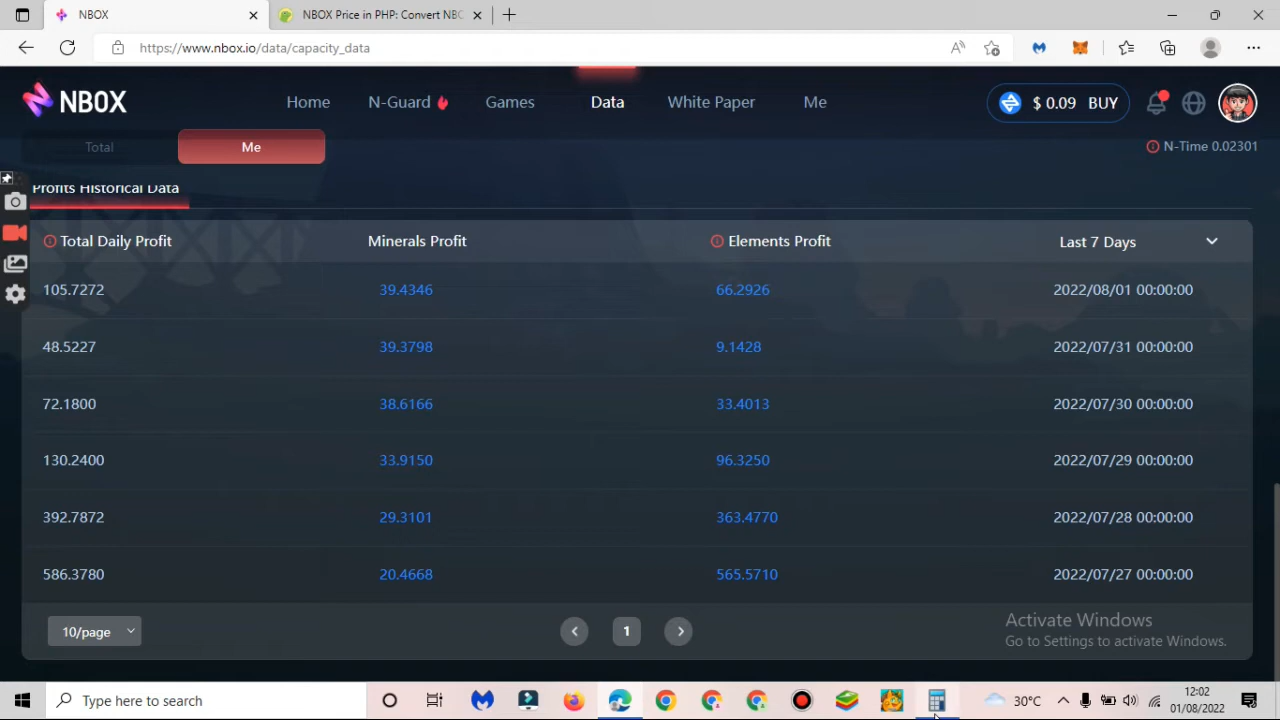 NBOX
NBOX Price in PHP: Convert NBC
https://www.nbox.io/data/capacity_data
NBOX
Home
N-Guard
Games
Data
White Paper
Me
$ 0.09 BUY
Total
Me
N-Time 0.02301
Profits Historical Data
Total Daily Profit
Minerals Profit
Elements Profit
Last 7 Days
105.7272 39.4346 66.2926 2022/08/01 00:00:00
48.5227 39.3798 9.1428 2022/07/31 00:00:00
72.1800 38.6166 33.4013 2022/07/30 00:00:00
130.2400 33.9150 96.3250 2022/07/29 00:00:00
392.7872 29.3101 363.4770 2022/07/28 00:00:00
586.3780 20.4668 565.5710 2022/07/27 00:00:00
10/page
1
Activate Windows
Go to Settings to activate Windows.
Type here to search
30°C
12:02
01/08/2022